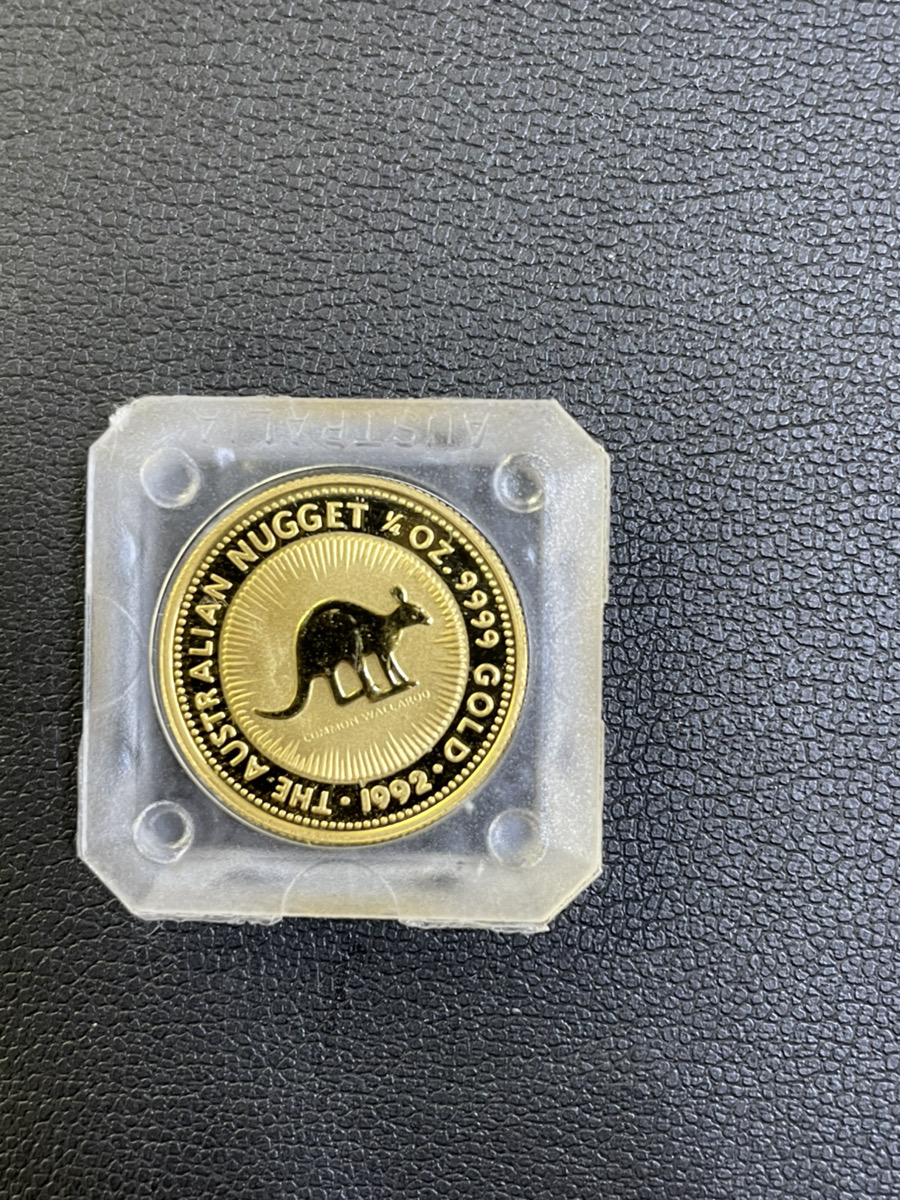 AUSTRALIA
THE AUSTRALIAN NUGGET ¼ OZ. 9999 GOLD · 1992 ·
COMMON WALLAROO